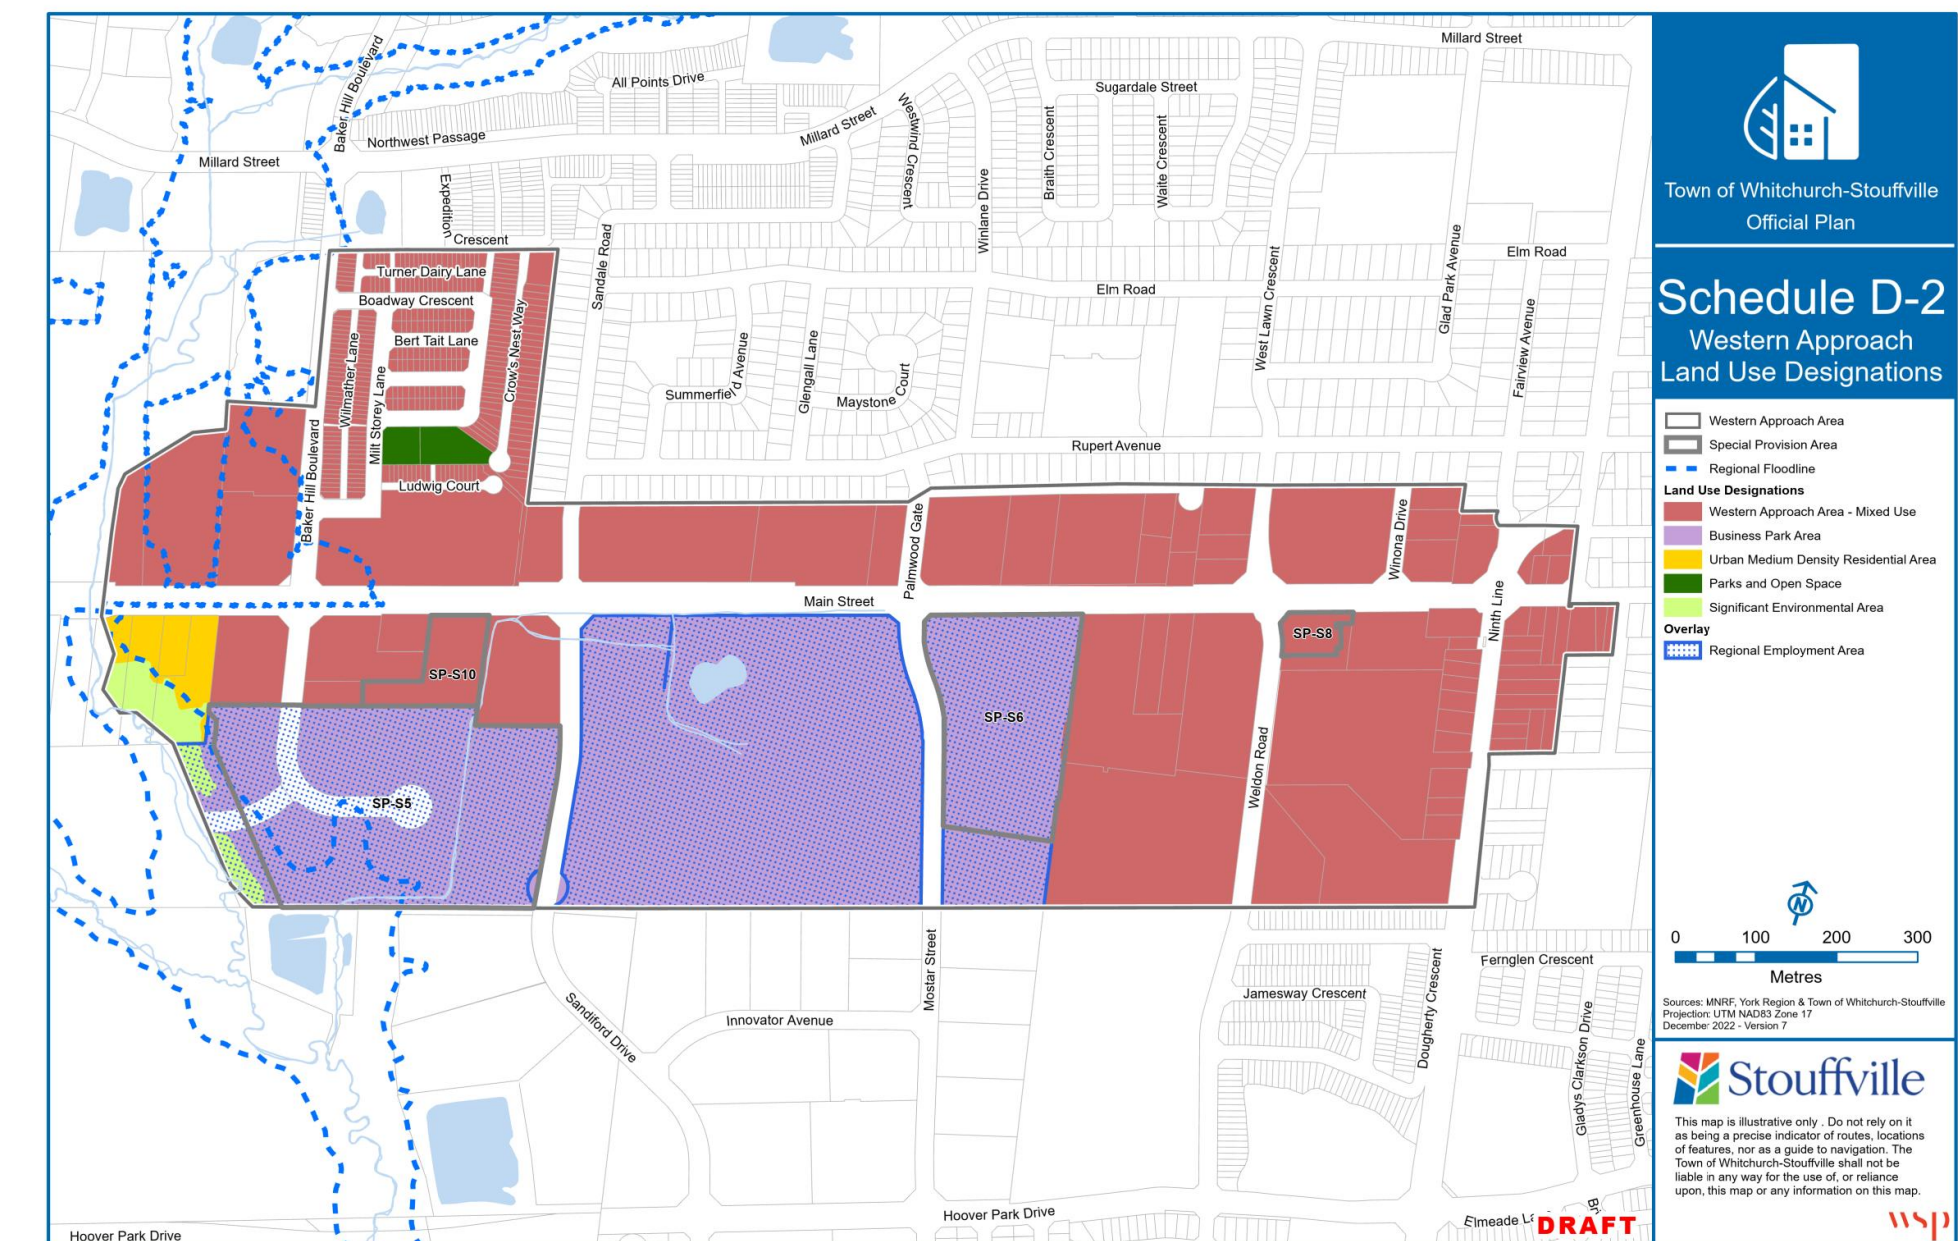 Millard Street
Baker Hill Boulevard
All Points Drive
Sugardale Street
Northwest Passage
Millard Street
Westwind Crescent
Braith Crescent
Waite Crescent
Millard Street
Expedition
Crescent
Winlane Drive
Sandale Road
West Lawn Crescent
Glad Park Avenue
Elm Road
Turner Dairy Lane
Boadway Crescent
Elm Road
Crow's Nest Way
Bert Tait Lane
Wilmather Lane
Milt Storey Lane
Summerfield Avenue
Glengall Lane
Maystone Court
Fairview Avenue
Rupert Avenue
Baker Hill Boulevard
Ludwig Court
Palmwood Gate
Winona Drive
Main Street
Ninth Line
SP-S10
SP-S8
SP-S6
Weldon Road
SP-S5
Mostar Street
Sandiford Drive
Innovator Avenue
Jamesway Crescent
Dougherty Crescent
Fernglen Crescent
Gladys Clarkson Drive
Greenhouse Lane
Hoover Park Drive
Hoover Park Drive
Elmeade
DRAFT
Town of Whitchurch-Stouffville
Official Plan
Schedule D-2
Western Approach
Land Use Designations
Western Approach Area
Special Provision Area
Regional Floodline
Land Use Designations
Western Approach Area - Mixed Use
Business Park Area
Urban Medium Density Residential Area
Parks and Open Space
Significant Environmental Area
Overlay
Regional Employment Area
N
0 100 200 300
Metres
Sources: MNRF, York Region & Town of Whitchurch-Stouffville
Projection: UTM NAD83 Zone 17
December 2022 - Version 7
Stouffville
This map is illustrative only . Do not rely on it
as being a precise indicator of routes, locations
of features, nor as a guide to navigation. The
Town of Whitchurch-Stouffville shall not be
liable in any way for the use of, or reliance
upon, this map or any information on this map.
wsp